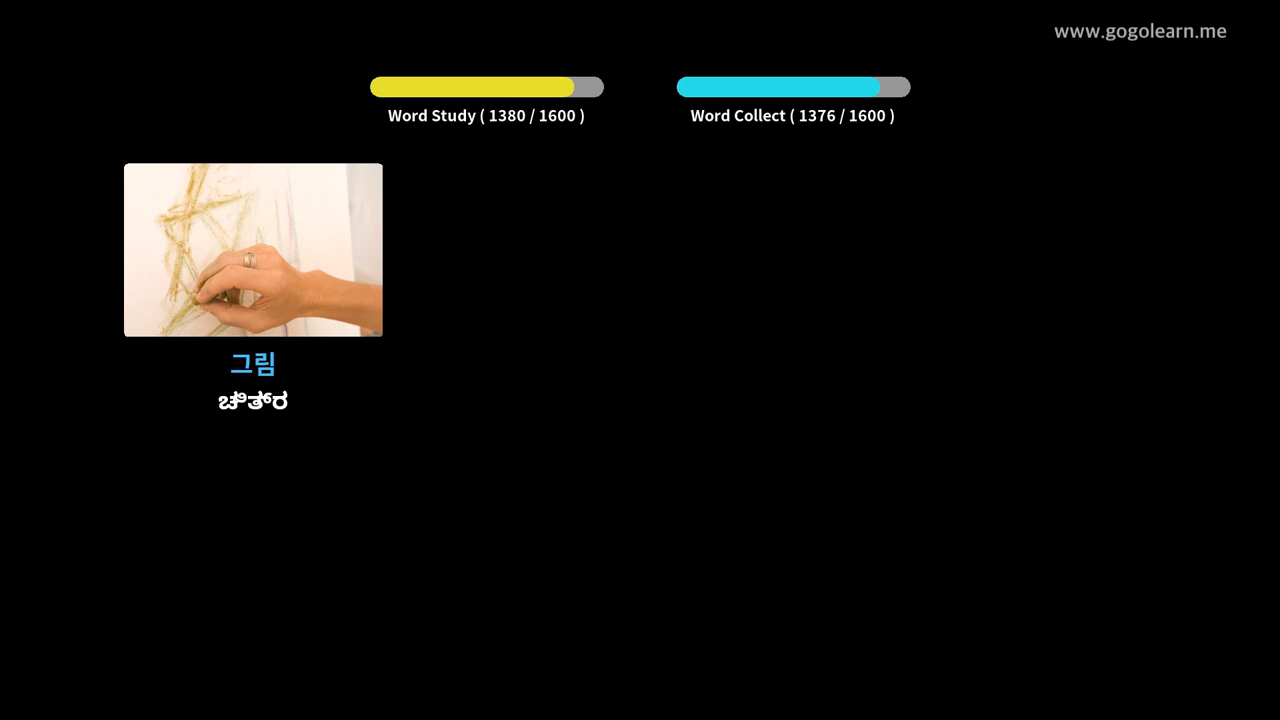 www.gogolearn.me
Word Study ( 1380 / 1600 )
Word Collect ( 1376 / 1600 )
그림
ಚಿತ್ರ